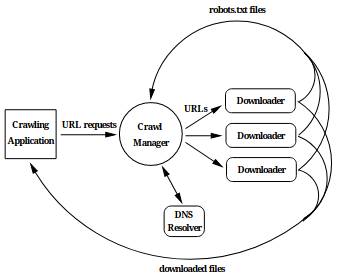 robots.txt files
Crawling
Application
URL requests
Crawl
Manager
URLs
Downloader
Downloader
Downloader
DNS
Resolver
downloaded files